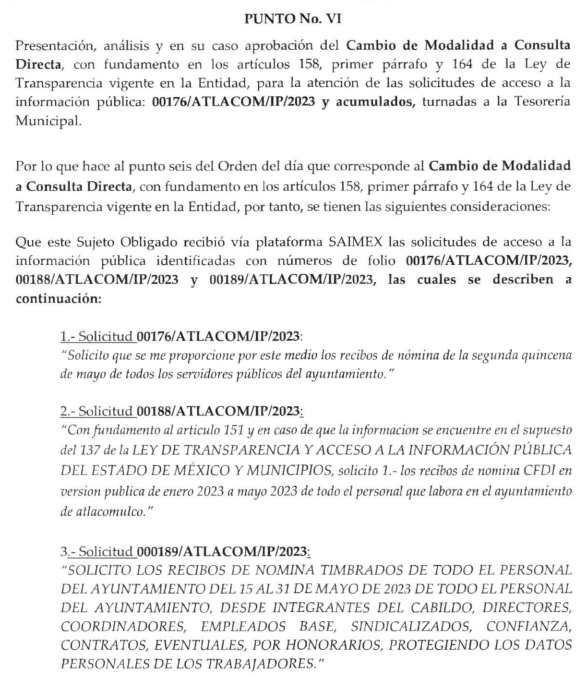 PUNTO No. VI
Presentación, análisis y en su caso aprobación del Cambio de Modalidad a Consulta
Directa, con fundamento en los artículos 158, primer párrafo y 164 de la Ley de
Transparencia vigente en la Entidad, para la atención de las solicitudes de acceso a la
información pública: 00176/ATLACOM/IP/2023 y acumulados, turnadas a la Tesorería
Municipal.
Por lo que hace al punto seis del Orden del día que corresponde al Cambio de Modalidad
a Consulta Directa, con fundamento en los artículos 158, primer párrafo y 164 de la Ley de
Transparencia vigente en la Entidad, por tanto, se tienen las siguientes consideraciones:
Que este Sujeto Obligado recibió vía plataforma SAIMEX las solicitudes de acceso a la
información pública identificadas con números de folio 00176/ATLACOM/IP/2023,
00188/ATLACOM/IP/2023 y 00189/ATLACOM/IP/2023, las cuales se describen a
continuación:
1.- Solicitud 00176/ATLACOM/IP/2023:
"Solicito que se me proporcione por este medio los recibos de nómina de la segunda quincena
de mayo de todos los servidores públicos del ayuntamiento."
2.- Solicitud 00188/ATLACOM/IP/2023:
"Con fundamento al articulo 151 y en caso de que la informacion se encuentre en el supuesto
del 137 de la LEY DE TRANSPARENCIA Y ACCESO A LA INFORMACIÓN PÚBLICA
DEL ESTADO DE MÉXICO Y MUNICIPIOS, solicito 1.- los recibos de nomina CFDI en
version publica de enero 2023 a mayo 2023 de todo el personal que labora en el ayuntamiento
de atlacomulco."
3.- Solicitud 000189/ATLACOM/IP/2023:
"SOLICITO LOS RECIBOS DE NOMINA TIMBRADOS DE TODO EL PERSONAL
DEL AYUNTAMIENTO DEL 15 AL 31 DE MAYO DE 2023 DE TODO EL PERSONAL
DEL AYUNTAMIENTO, DESDE INTEGRANTES DEL CABILDO, DIRECTORES,
COORDINADORES, EMPLEADOS BASE, SINDICALIZADOS, CONFIANZA,
CONTRATOS, EVENTUALES, POR HONORARIOS, PROTEGIENDO LOS DATOS
PERSONALES DE LOS TRABAJADORES."